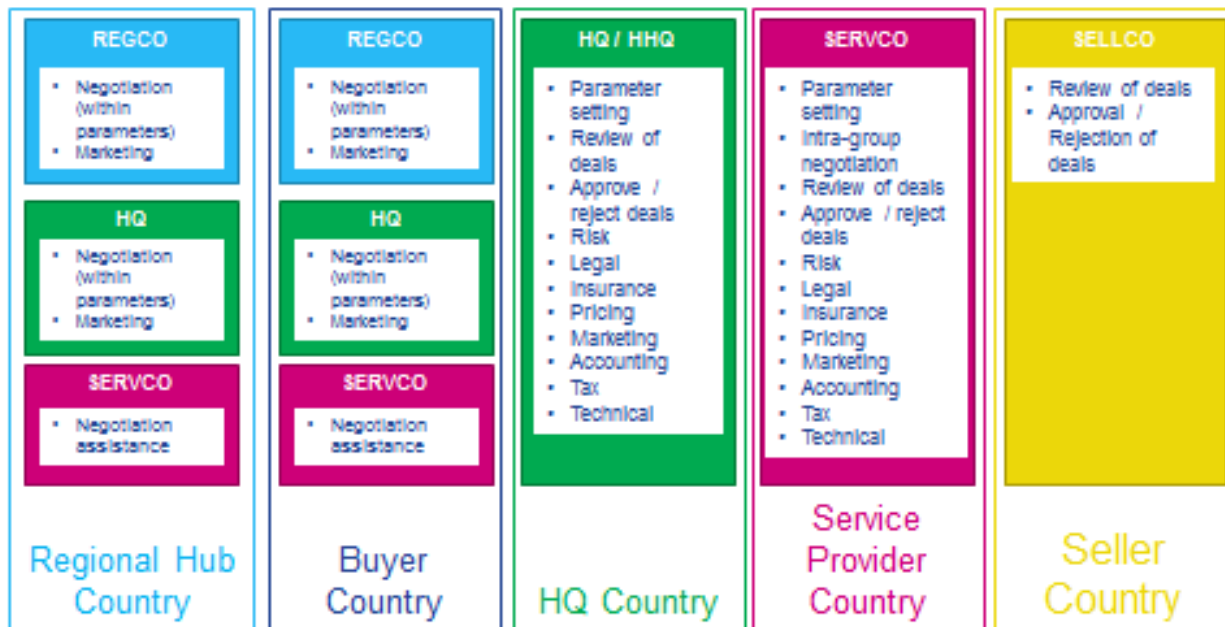 REGCO
• Negotiation
(within
parameters)
• Marketing
HQ
• Negotiation
(within
parameters)
• Marketing
SERVCO
• Negotiation
assistance
Regional Hub
Country
REGCO
• Negotiation
(within
parameters)
• Marketing
HQ
• Negotiation
(within
parameters)
• Marketing
SERVCO
• Negotiation
assistance
Buyer
Country
HQ / HHQ
• Parameter
setting
• Review of
deals
• Approve /
reject deals
• Risk
• Legal
• Insurance
• Pricing
• Marketing
• Accounting
• Tax
• Technical
HQ Country
SERVCO
• Parameter
setting
• Intra-group
negotiation
• Review of deals
• Approve / reject
deals
• Risk
• Legal
• Insurance
• Pricing
• Marketing
• Accounting
• Tax
• Technical
Service
Provider
Country
SELLCO
• Review of deals
• Approval /
Rejection of
deals
Seller
Country